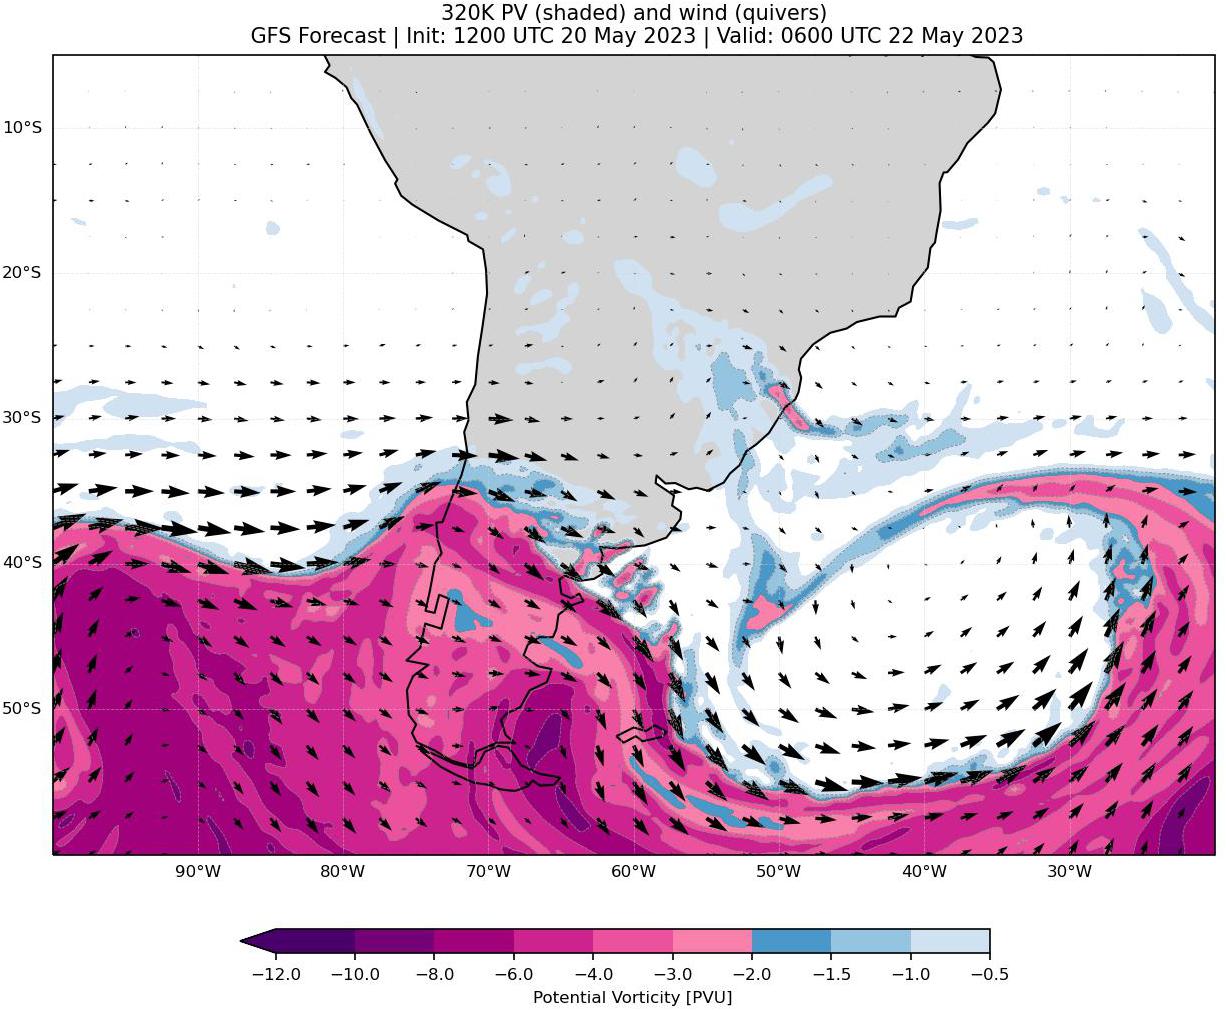 320K PV (shaded) and wind (quivers)
GFS Forecast | Init: 1200 UTC 20 May 2023 | Valid: 0600 UTC 22 May 2023
10°S
20°S
30°S
40°S
50°S
90°W 80°W 70°W 60°W 50°W 40°W 30°W
−12.0 −10.0 −8.0 −6.0 −4.0 −3.0 −2.0 −1.5 −1.0 −0.5
Potential Vorticity [PVU]